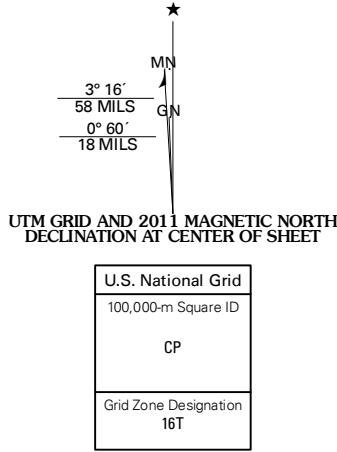 ★
MN
3° 16´
58 MILS
GN
0° 60´
18 MILS
UTM GRID AND 2011 MAGNETIC NORTH
DECLINATION AT CENTER OF SHEET
U.S. National Grid
100,000-m Square ID
CP
Grid Zone Designation
16T